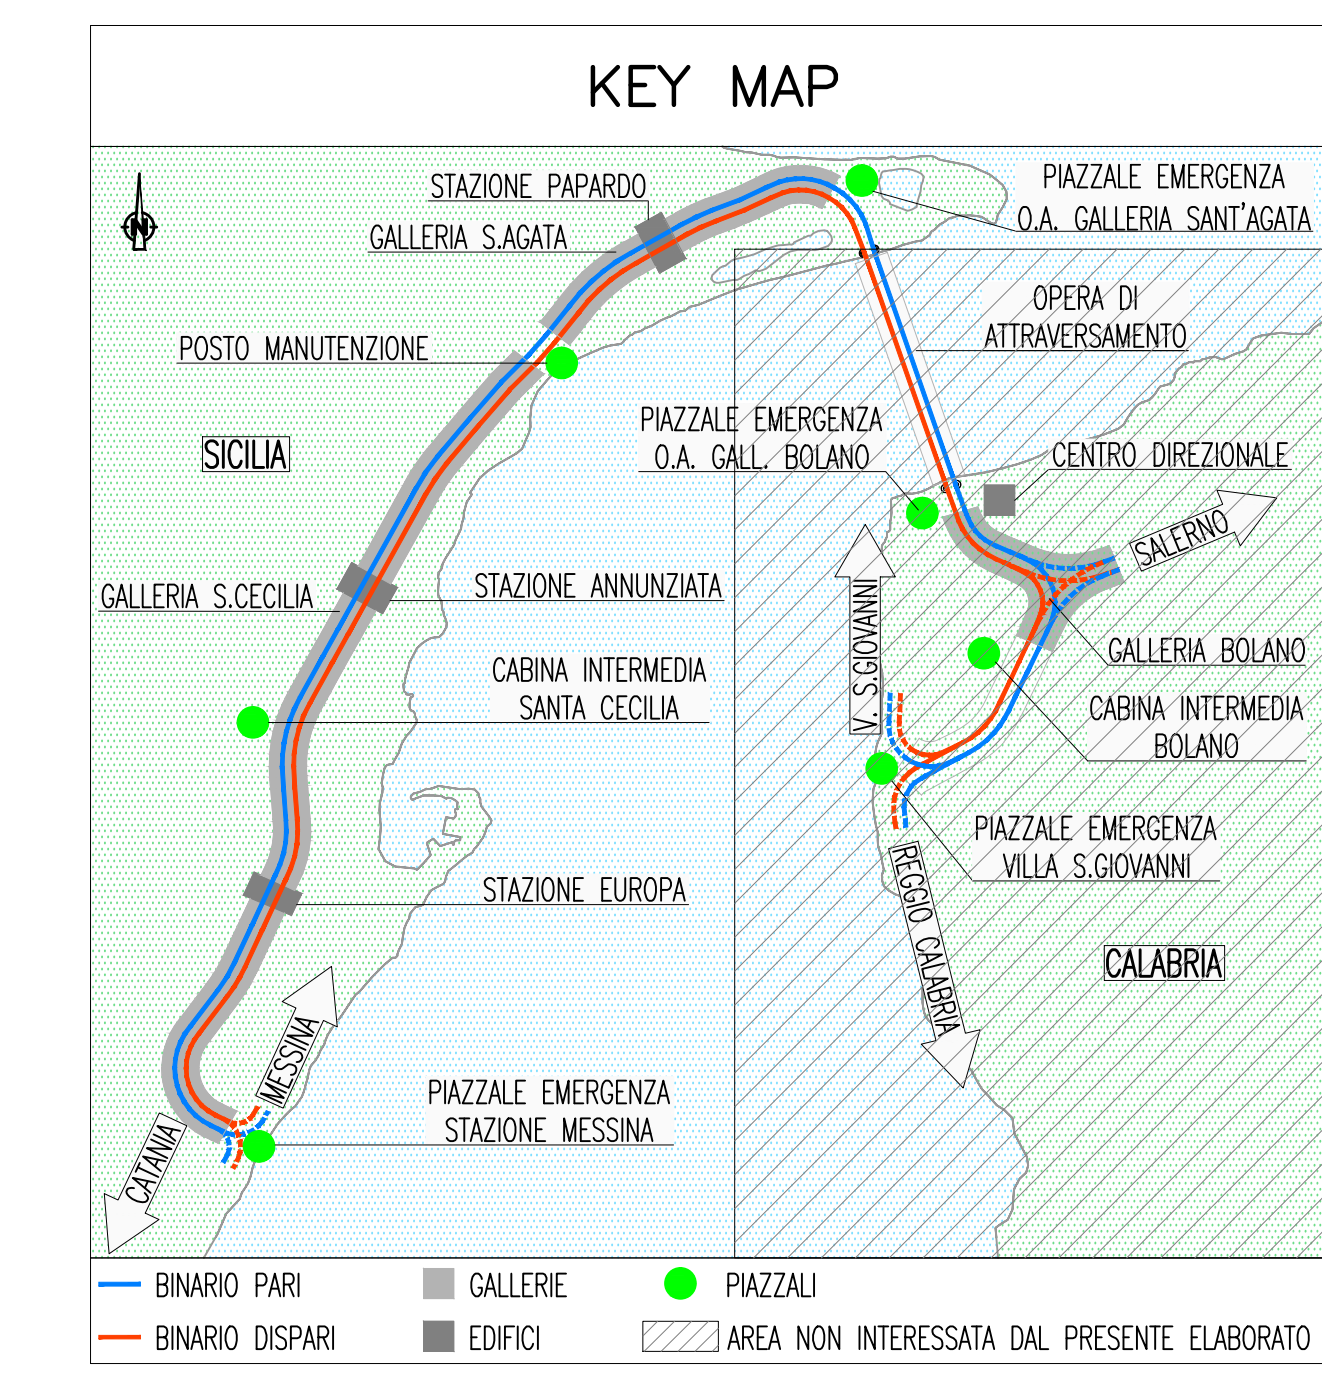 KEY MAP
N
STAZIONE PAPARDO
PIAZZALE EMERGENZA
O.A. GALLERIA SANT'AGATA
GALLERIA S.AGATA
OPERA DI
ATTRAVERSAMENTO
POSTO MANUTENZIONE
PIAZZALE EMERGENZA
O.A. GALL. BOLANO
SICILIA
CENTRO DIREZIONALE
SALERNO
GALLERIA S.CECILIA
STAZIONE ANNUNZIATA
V. S.GIOVANNI
GALLERIA BOLANO
CABINA INTERMEDIA
SANTA CECILIA
CABINA INTERMEDIA
BOLANO
PIAZZALE EMERGENZA
VILLA S.GIOVANNI
STAZIONE EUROPA
REGGIO CALABRIA
CALABRIA
MESSINA
PIAZZALE EMERGENZA
STAZIONE MESSINA
CATANIA
BINARIO PARI
GALLERIE
PIAZZALI
BINARIO DISPARI
EDIFICI
AREA NON INTERESSATA DAL PRESENTE ELABORATO